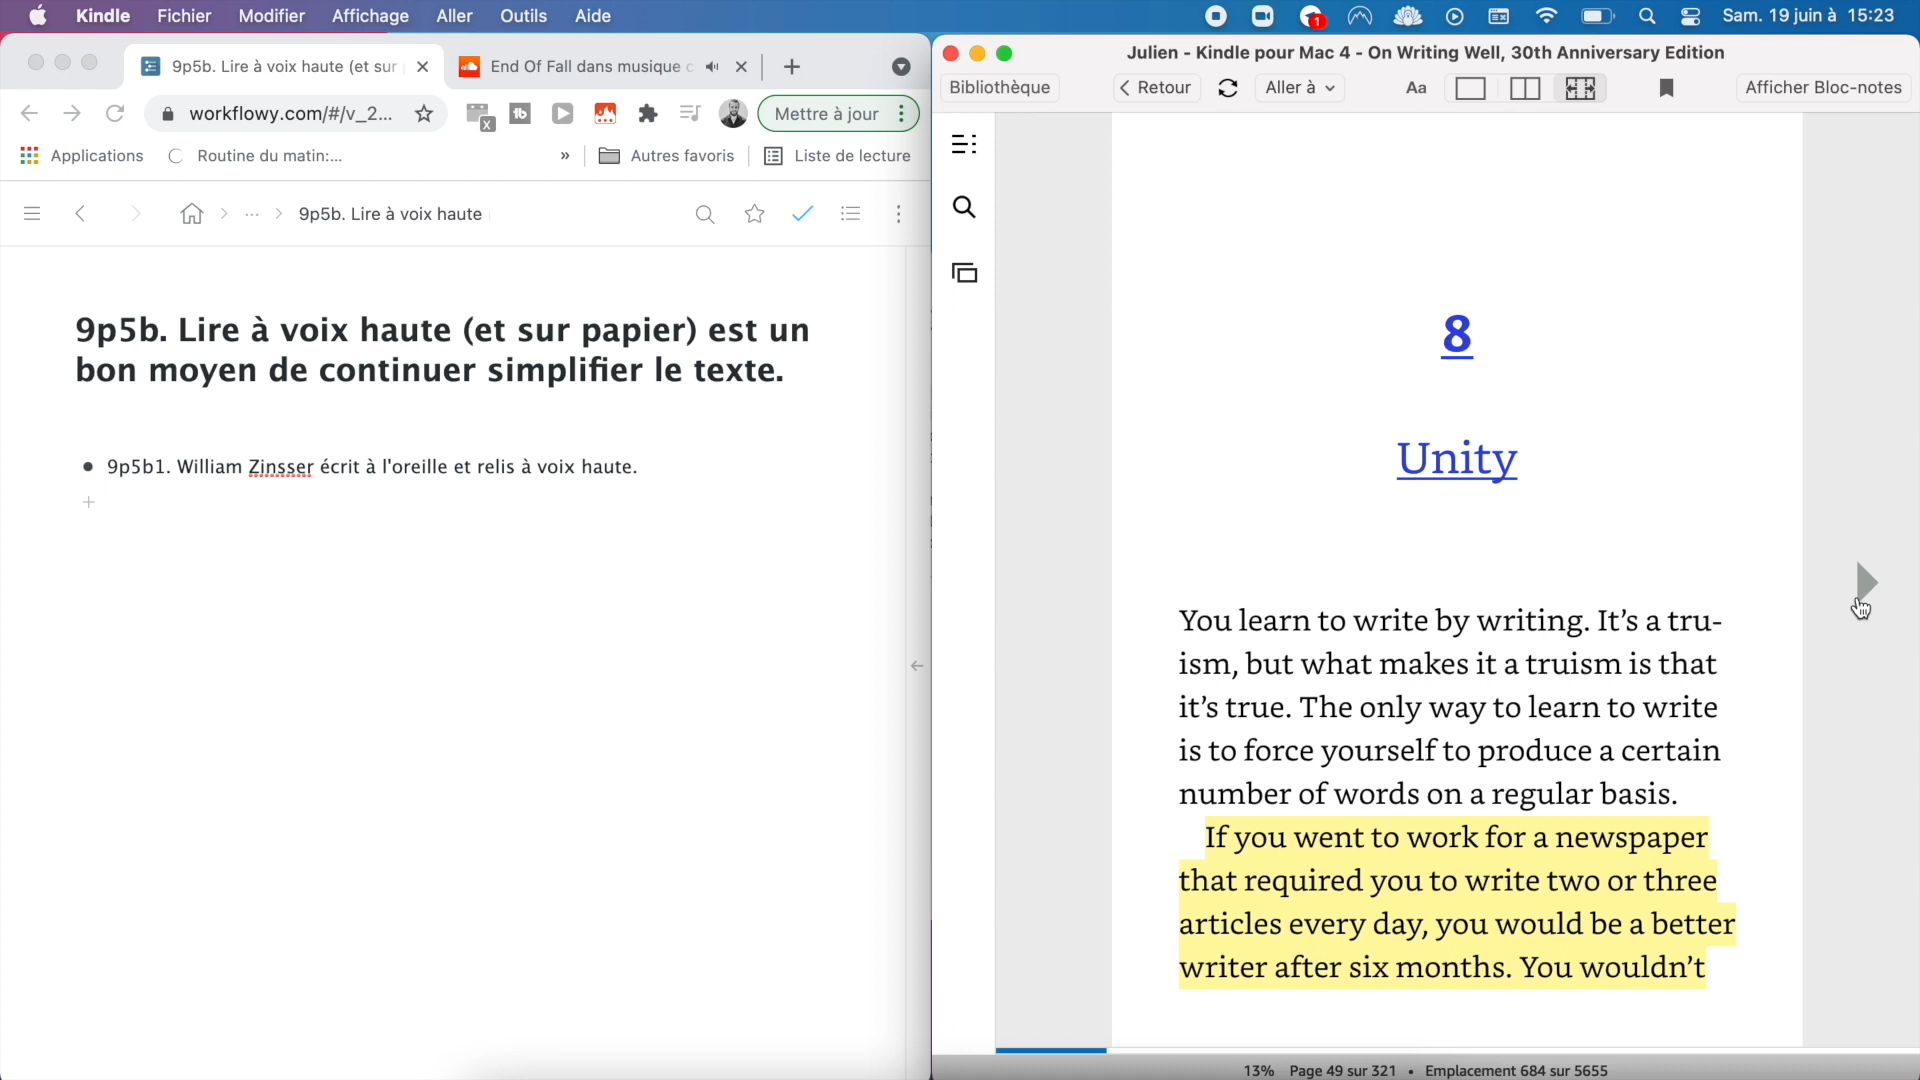 Kindle Fichier Modifier Affichage Aller Outils Aide
1
Sam. 19 juin à 15:23
9p5b. Lire à voix haute (et sur
End Of Fall dans musique
workflowy.com/#/v_2...
x
tb
Mettre à jour
Applications
Routine du matin:...
»
Autres favoris
Liste de lecture
... 9p5b. Lire à voix haute
9p5b. Lire à voix haute (et sur papier) est un
bon moyen de continuer simplifier le texte.
9p5b1. William Zinsser écrit à l'oreille et relis à voix haute.
Julien - Kindle pour Mac 4 - On Writing Well, 30th Anniversary Edition
Bibliothèque
Retour
Aller à
Aa
Afficher Bloc-notes
8
Unity
You learn to write by writing. It’s a tru-
ism, but what makes it a truism is that
it’s true. The only way to learn to write
is to force yourself to produce a certain
number of words on a regular basis.
If you went to work for a newspaper
that required you to write two or three
articles every day, you would be a better
writer after six months. You wouldn’t
13% Page 49 sur 321 • Emplacement 684 sur 5655